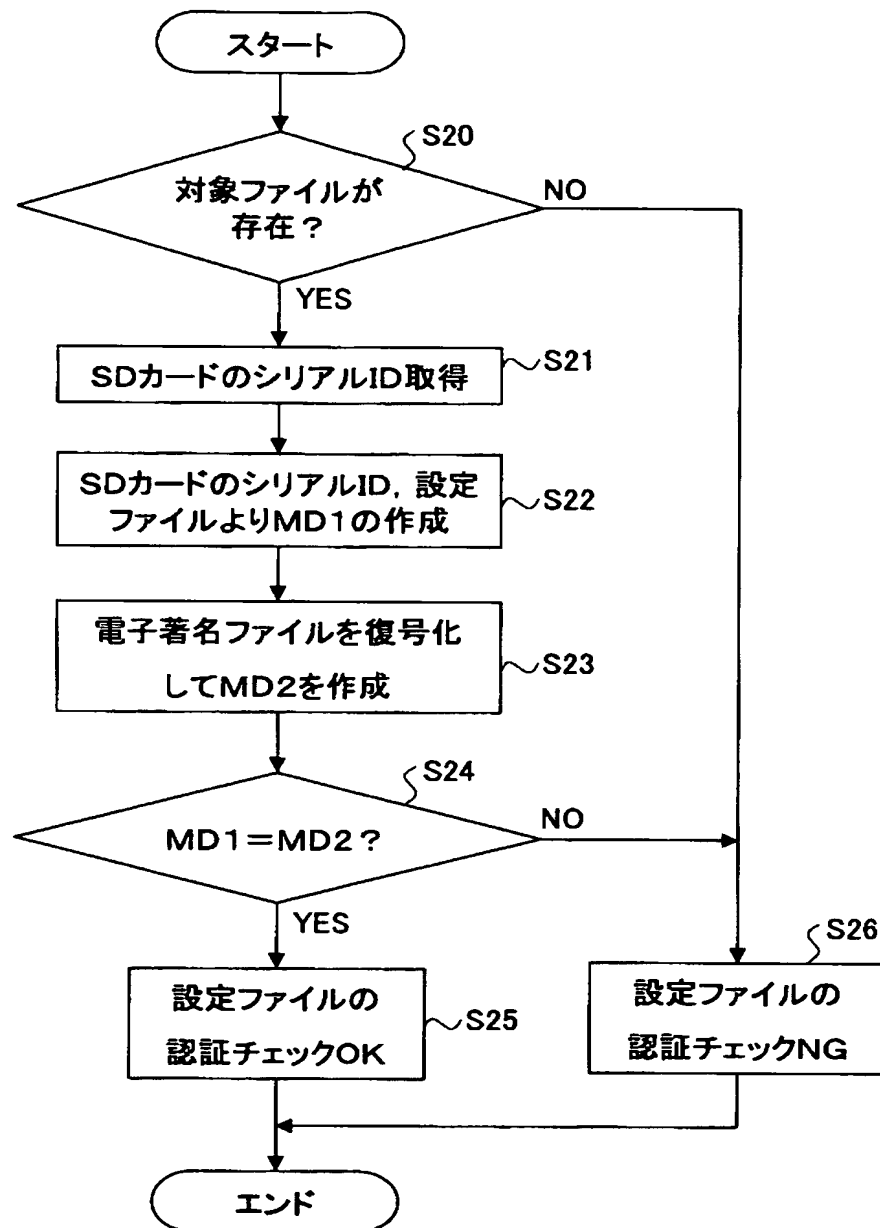 スタート
S20
対象ファイルが
存在？
NO
YES
SDカードのシリアルID取得
S21
SDカードのシリアルID，設定
ファイルよりMD1の作成
S22
電子著名ファイルを復号化
してMD2を作成
S23
S24
MD1＝MD2？
NO
YES
設定ファイルの
認証チェックOK
S25
S26
設定ファイルの
認証チェックNG
エンド